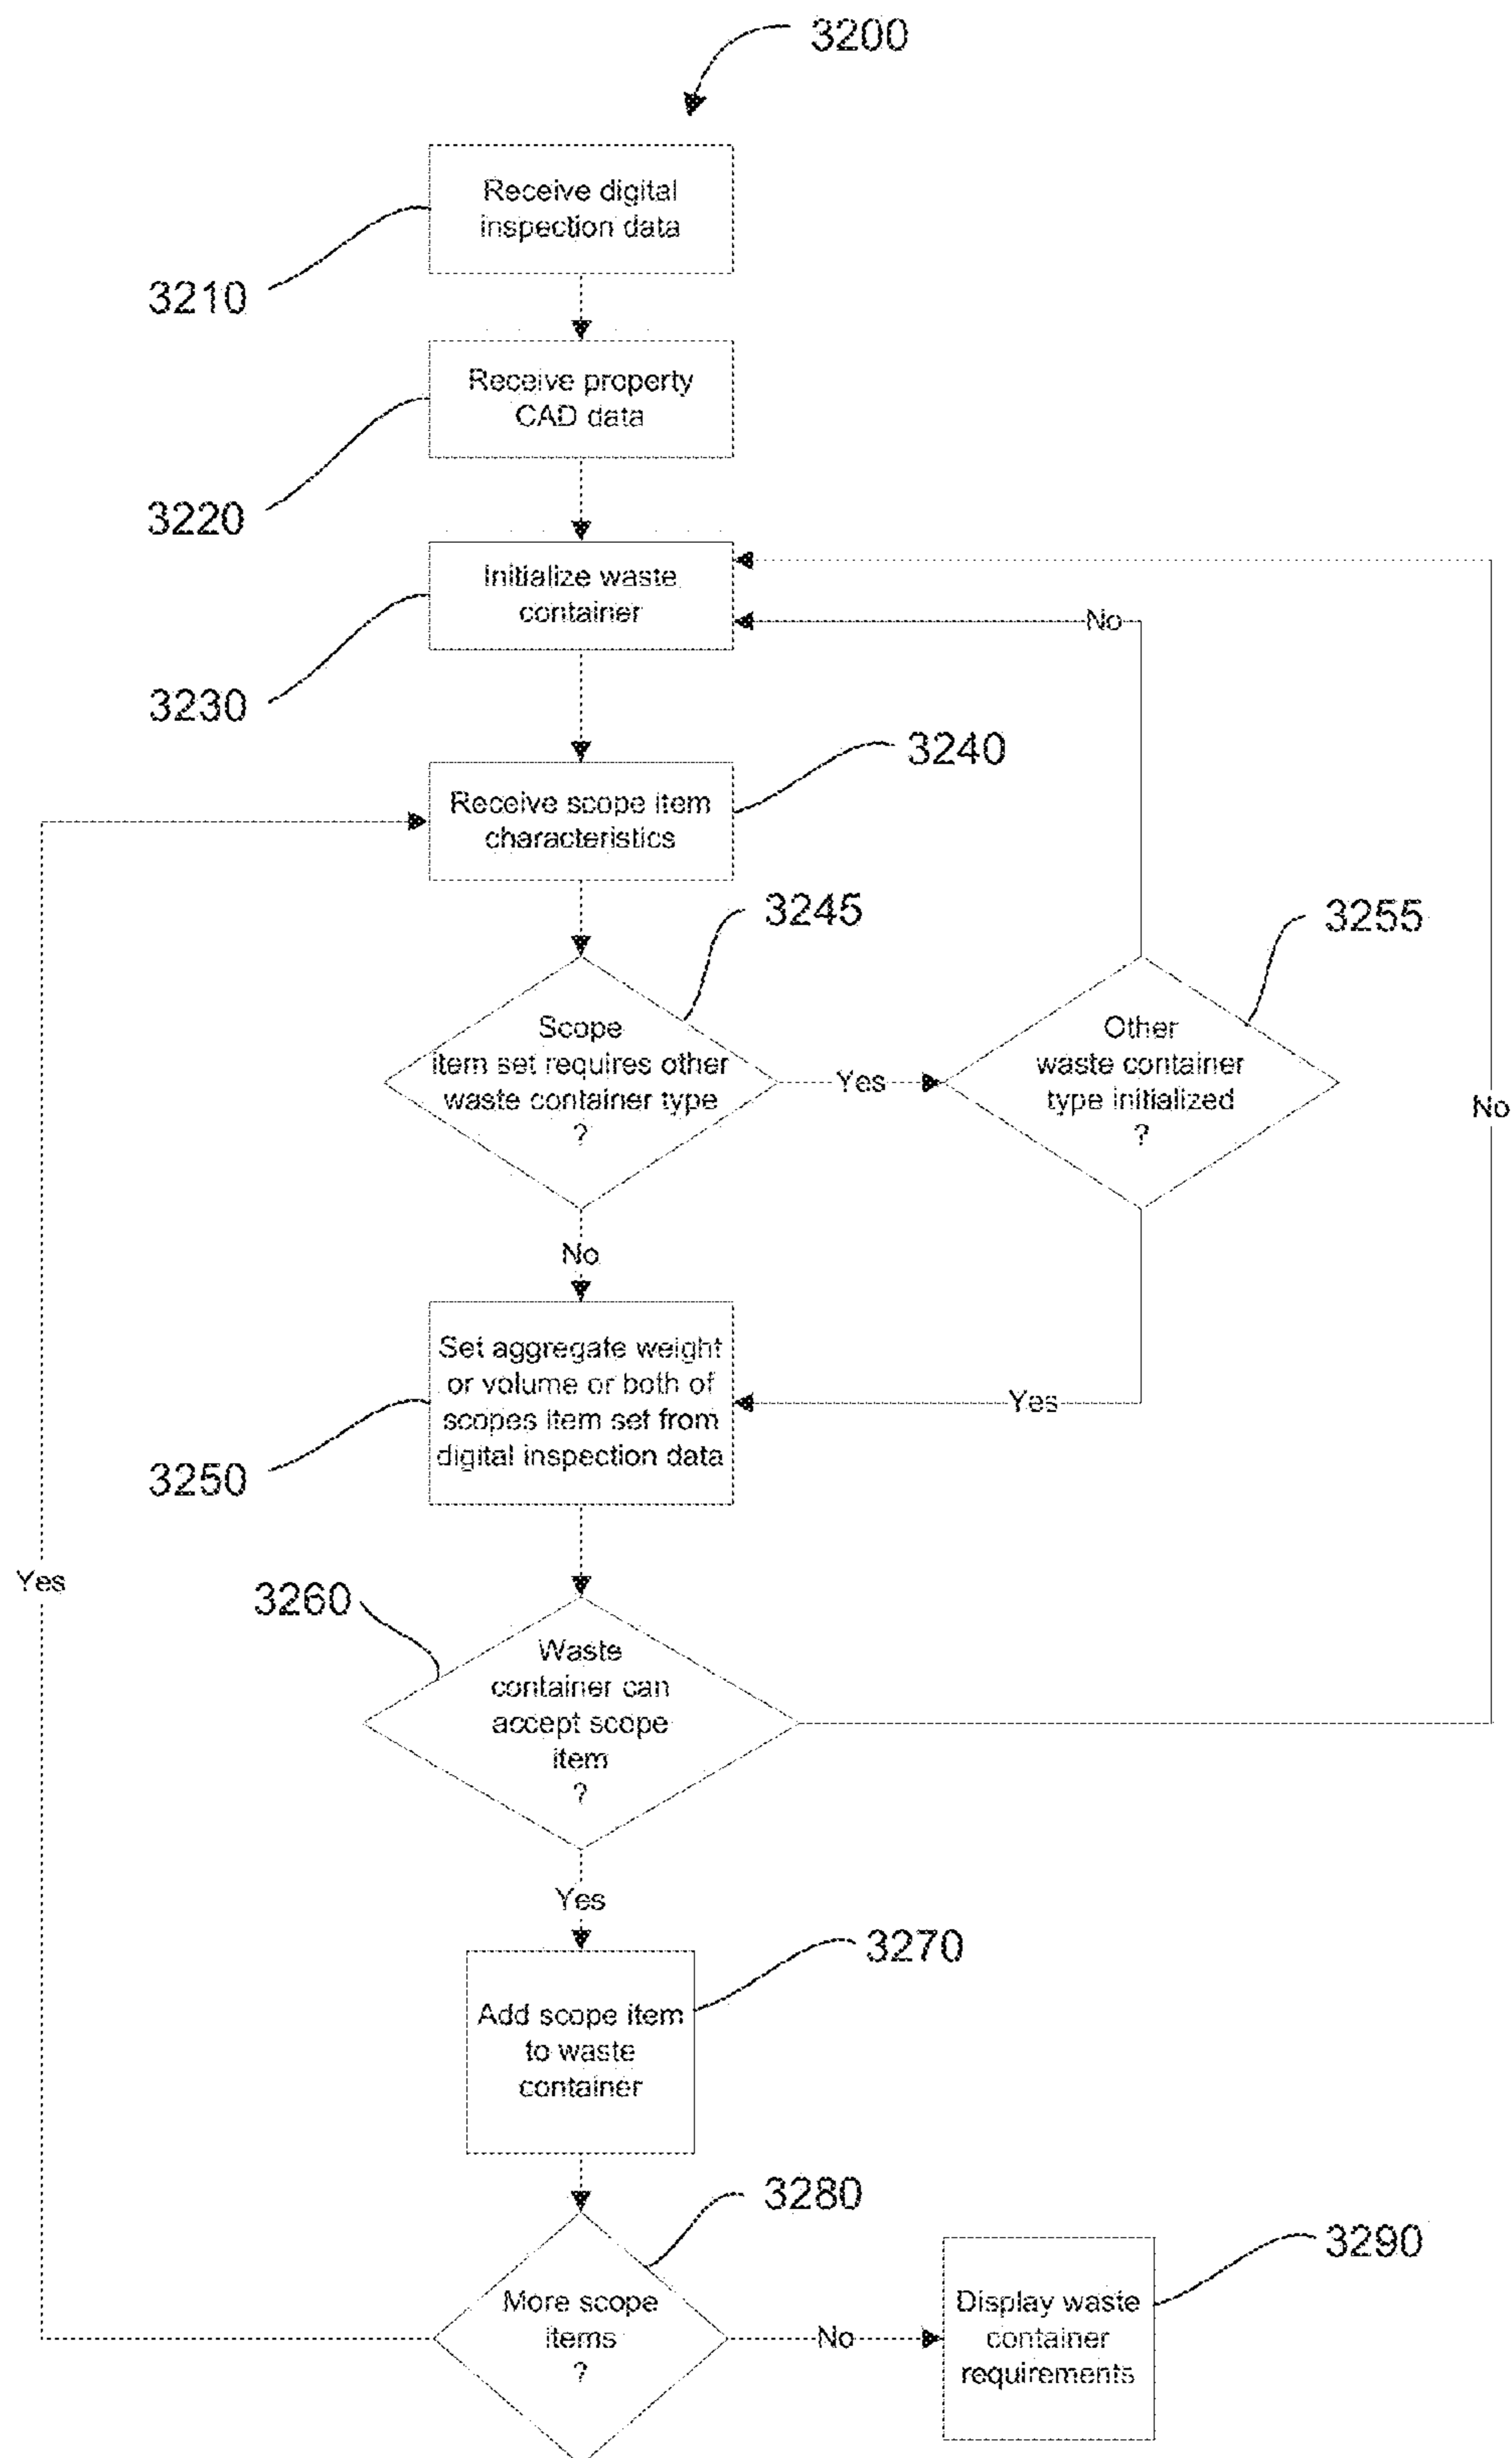 3200
Receive digital
inspection data
3210
Receive property
CAD data
3220
Initialize waste
container
No
3230
3240
Receive scope item
characteristics
3245
3255
Scope
item set requires other
waste container type
?
Yes
Other
waste container
type initialized
?
No
No
Set aggregate weight
or volume or both of
scopes item set from
digital inspection data
Yes
3250
Yes
3260
Waste
container can
accept scope
item
?
Yes
3270
Add scope item
to waste
container
3280
3290
More scope
items
?
No
Display waste
container
requirements